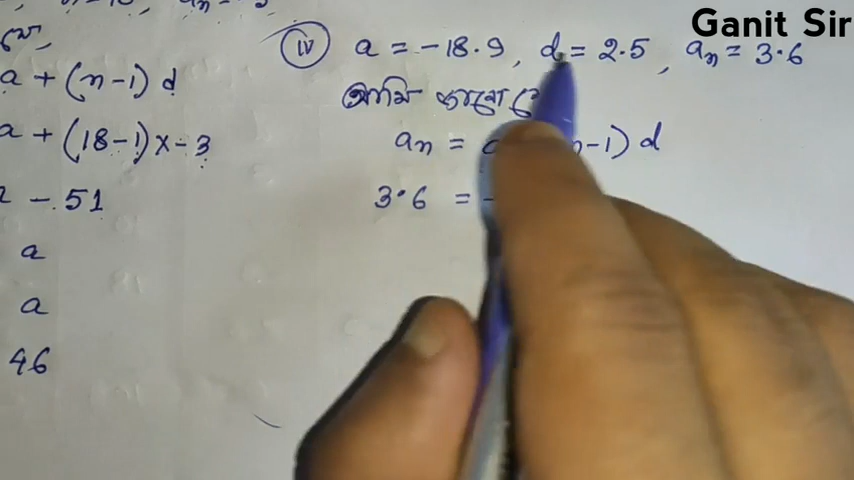 Ganit Sir
a + (n-1) d
a + (18-1) x -3
- 51
a
a
46
(iv) a = -18.9, d = 2.5, an = 3.6
আমি জানো
an = -1) d
3.6 = -